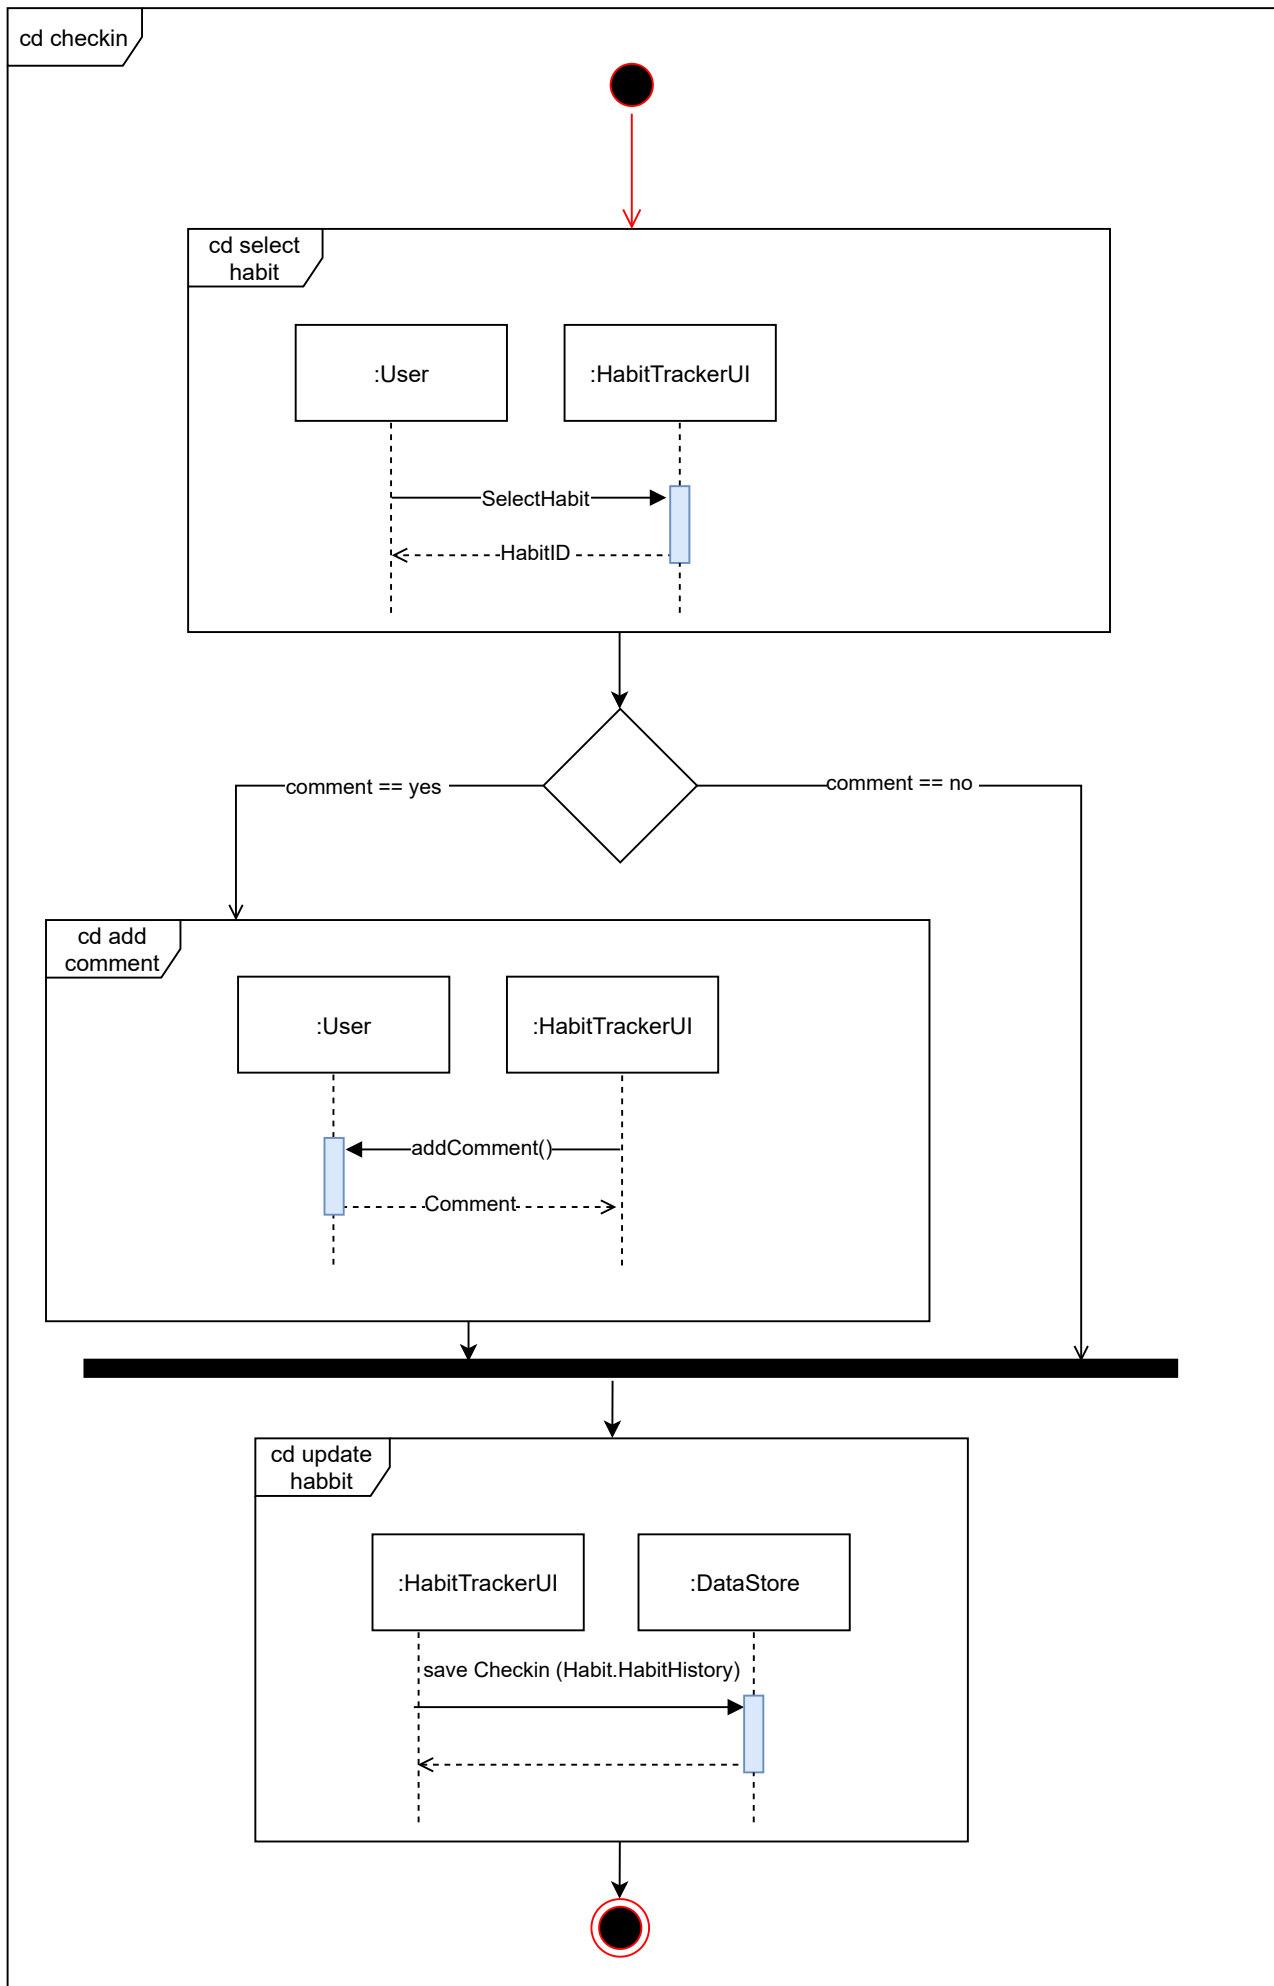 cd checkin
cd select
habit
:User
:HabitTrackerUI
SelectHabit
HabitID
comment == yes
comment == no
cd add
comment
:User
:HabitTrackerUI
addComment()
Comment
cd update
habbit
:HabitTrackerUI
:DataStore
save Checkin (Habit.HabitHistory)